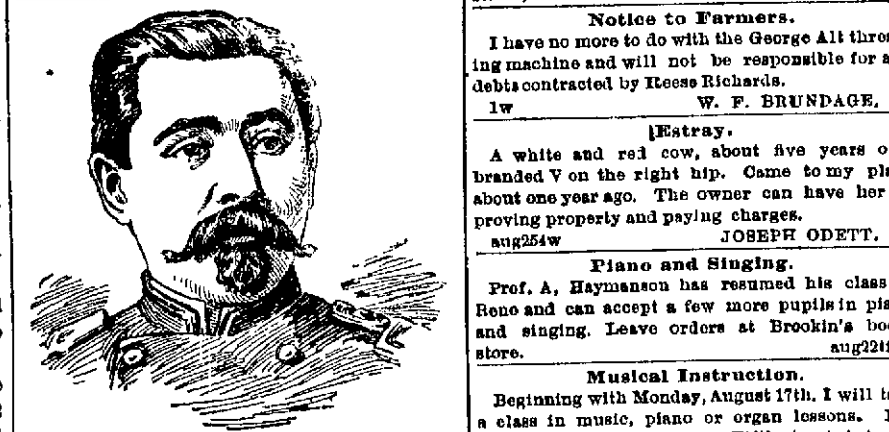 Notice to Farmers.
I have no more to do with the George Alt
ing machine and will not be responsible for
debts contracted by Reese Richards.
1w W. F. BRUNDAGE.
Estray.
A white and red cow, about five years
branded V on the right hip. Came to my
about one year ago. The owner can have her
proving property and paying charges.
aug254w JOSEPH ODETT.
Piano and Singing.
Prof. A, Haymanson has resumed his class
Reno and can accept a few more pupils in
and singing. Leave orders at Brookin's
store. aug22tf
Musical Instruction.
Beginning with Monday, August 17th, I will
a class in music, piano or organ lessons.